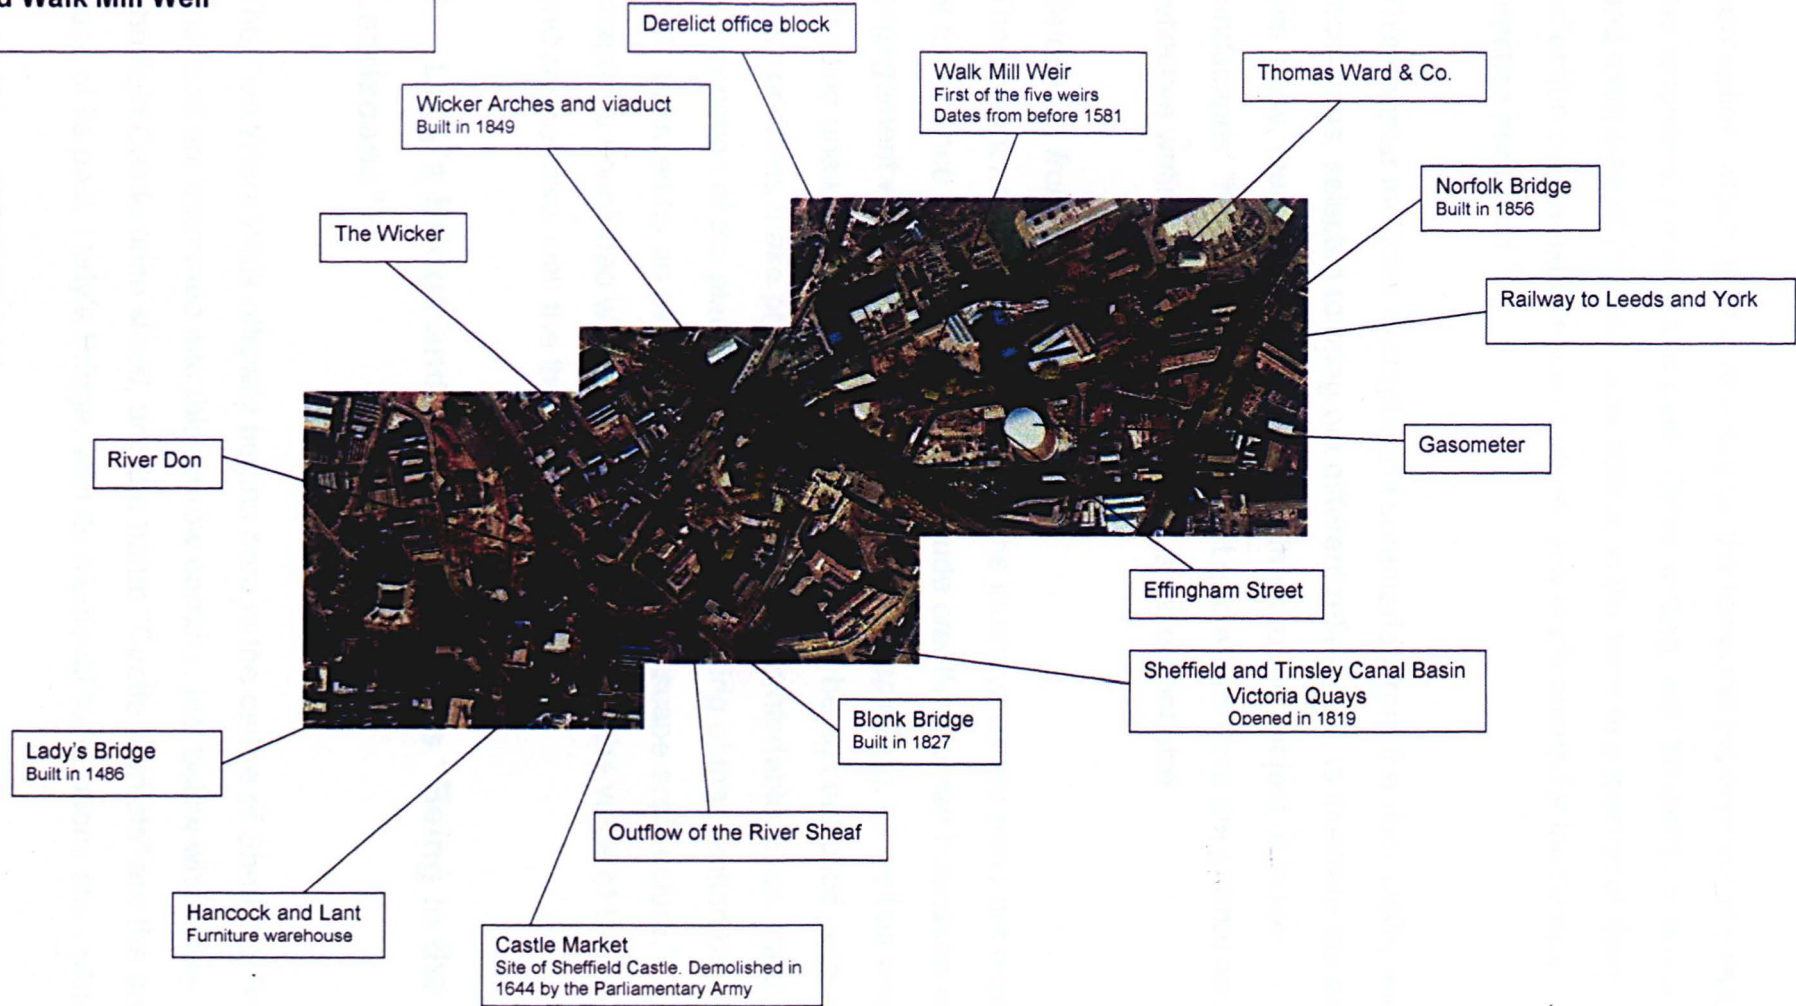 Walk Mill Weir
Derelict office block
Walk Mill Weir
First of the five weirs
Dates from before 1581
Thomas Ward & Co.
Wicker Arches and viaduct
Built in 1849
Norfolk Bridge
Built in 1856
The Wicker
Railway to Leeds and York
River Don
Gasometer
Effingham Street
Sheffield and Tinsley Canal Basin
Victoria Quays
Opened in 1819
Blonk Bridge
Built in 1827
Lady's Bridge
Built in 1486
Outflow of the River Sheaf
Hancock and Lant
Furniture warehouse
Castle Market
Site of Sheffield Castle. Demolished in
1644 by the Parliamentary Army